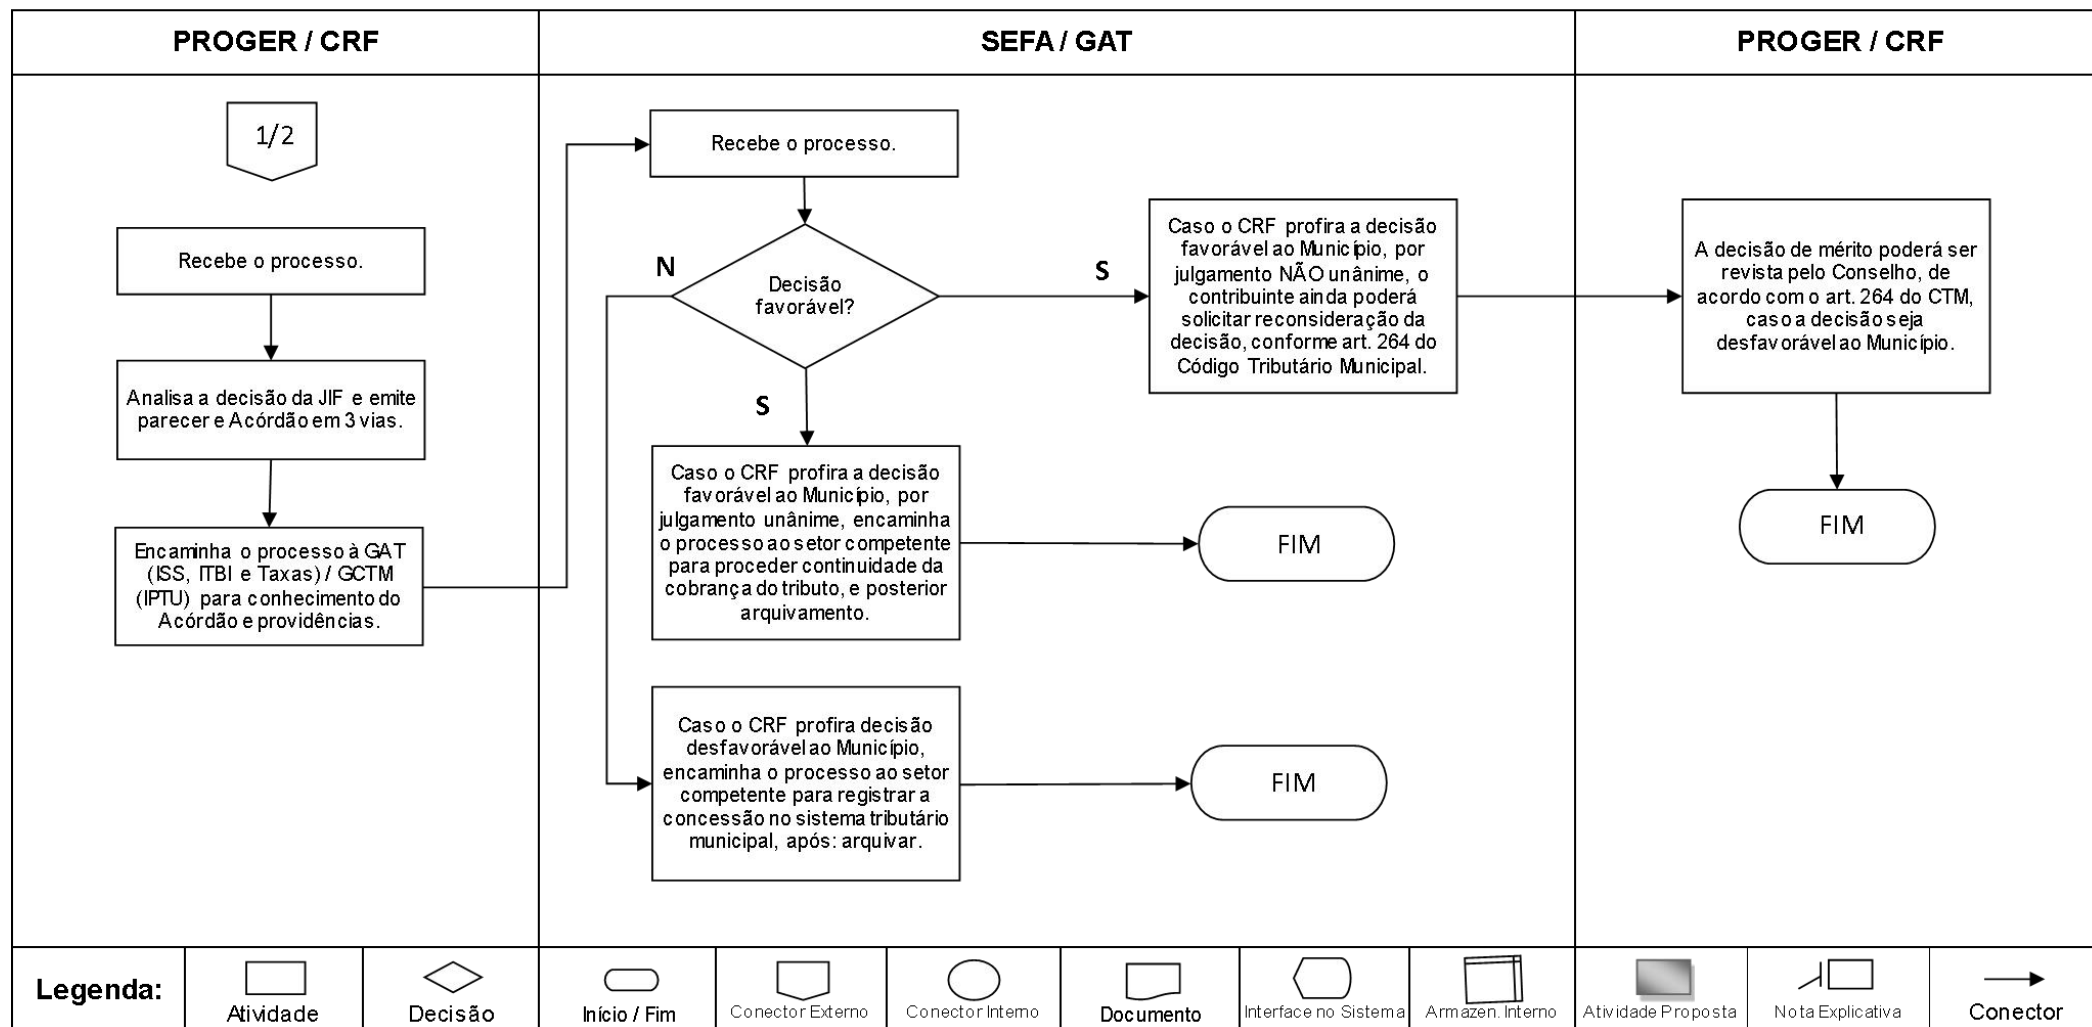 PROGER / CRF
SEFA / GAT
PROGER / CRF
1/2
Recebe o processo.
Analisa a decisão da JIF e emite
parecer e Acórdão em 3 vias.
Encaminha o processo à GAT
(ISS, ITBI e Taxas) / GCTM
(IPTU) para conhecimento do
Acórdão e providências.
Recebe o processo.
Decisão
favorável?
N
S
S
Caso o CRF profira a decisão
favorável ao Município, por
julgamento NÃO unânime, o
contribuinte ainda poderá
solicitar reconsideração da
decisão, conforme art. 264 do
Código Tributário Municipal.
Caso o CRF profira a decisão
favorável ao Município, por
julgamento unânime, encaminha
o processo ao setor competente
para proceder continuidade da
cobrança do tributo, e posterior
arquivamento.
FIM
Caso o CRF profira decisão
desfavorável ao Município,
encaminha o processo ao setor
competente para registrar a
concessão no sistema tributário
municipal, após: arquivar.
FIM
A decisão de mérito poderá ser
revista pelo Conselho, de
acordo com o art. 264 do CTM,
caso a decisão seja
desfavorável ao Município.
FIM
Legenda:
Atividade
Decisão
Início / Fim
Conector Externo
Conector Interno
Documento
Interface no Sistema
Armazen. Interno
Atividade Proposta
Nota Explicativa
Conector